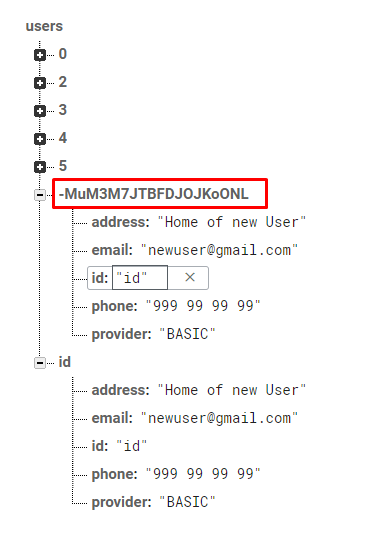 users
0
2
3
4
5
-MuM3M7JTBFDJOJKoONL
address: "Home of new User"
email: "newuser@gmail.com"
id: "id" ×
phone: "999 99 99 99"
provider: "BASIC"
id
address: "Home of new User"
email: "newuser@gmail.com"
id: "id"
phone: "999 99 99 99"
provider: "BASIC"